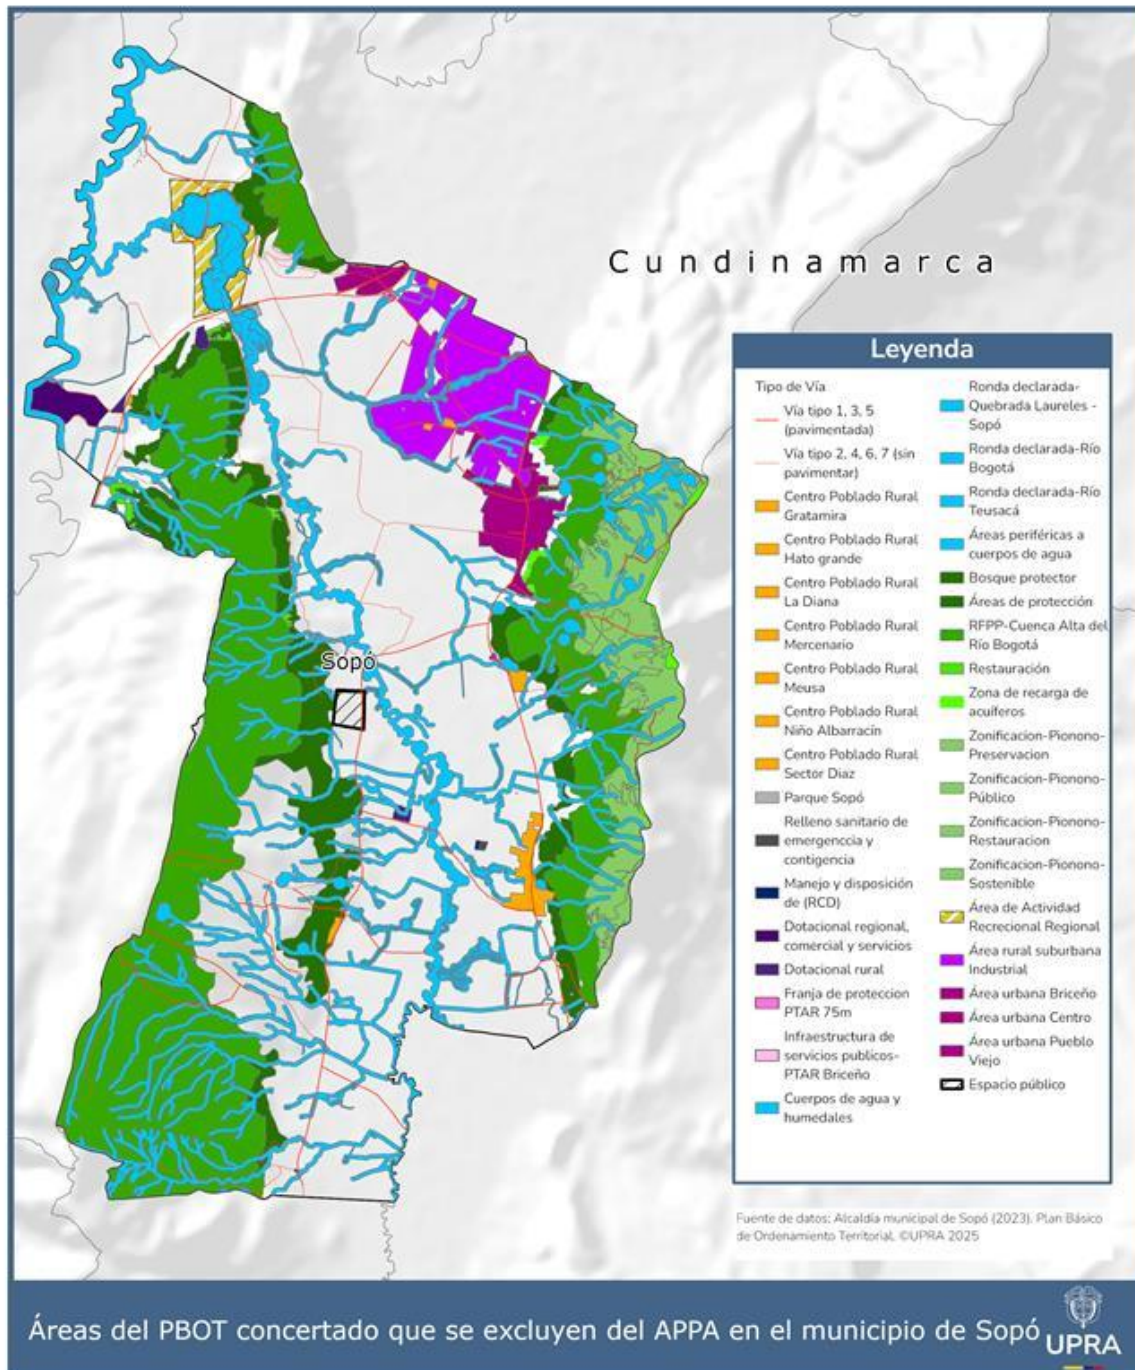 Cundinamarca
Sopó
Leyenda
Tipo de Vía
Vía tipo 1, 3, 5
(pavimentada)
Vía tipo 2, 4, 6, 7 (sin
pavimentar)
Centro Poblado Rural
Gratamira
Centro Poblado Rural
Hato grande
Centro Poblado Rural
La Diana
Centro Poblado Rural
Mercenario
Centro Poblado Rural
Meusa
Centro Poblado Rural
Niño Albarracín
Centro Poblado Rural
Sector Diaz
Parque Sopó
Relleno sanitario de
emergenccia y
contigencia
Manejo y disposición
de (RCD)
Dotacional regional,
comercial y servicios
Dotacional rural
Franja de proteccion
PTAR 75m
Infraestructura de
servicios publicos-
PTAR Briceño
Cuerpos de agua y
humedales
Ronda declarada-
Quebrada Laureles -
Sopó
Ronda declarada-Río
Bogotá
Ronda declarada-Río
Teusacá
Áreas periféricas a
cuerpos de agua
Bosque protector
Áreas de protección
RFPP-Cuenca Alta del
Río Bogotá
Restauración
Zona de recarga de
acuíferos
Zonificacion-Pionono-
Preservacion
Zonificacion-Pionono-
Público
Zonificacion-Pionono-
Restauracion
Zonificacion-Pionono-
Sostenible
Área de Actividad
Recrecional Regional
Área rural suburbana
Industrial
Área urbana Briceño
Área urbana Centro
Área urbana Pueblo
Viejo
Espacio público
Fuente de datos: Alcaldía municipal de Sopó (2023). Plan Básico
de Ordenamiento Territorial. ©UPRA 2025
Áreas del PBOT concertado que se excluyen del APPA en el municipio de Sopó
UPRA